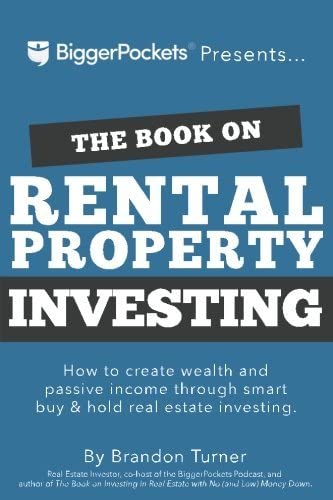 BiggerPockets® Presents...
THE BOOK ON
RENTAL
PROPERTY
INVESTING
How to create wealth and
passive income through smart
buy & hold real estate investing.
By Brandon Turner
Real Estate Investor, co-host of the BiggerPockets Podcast, and
author of The Book on Investing in Real Estate with No (and Low) Money Down.